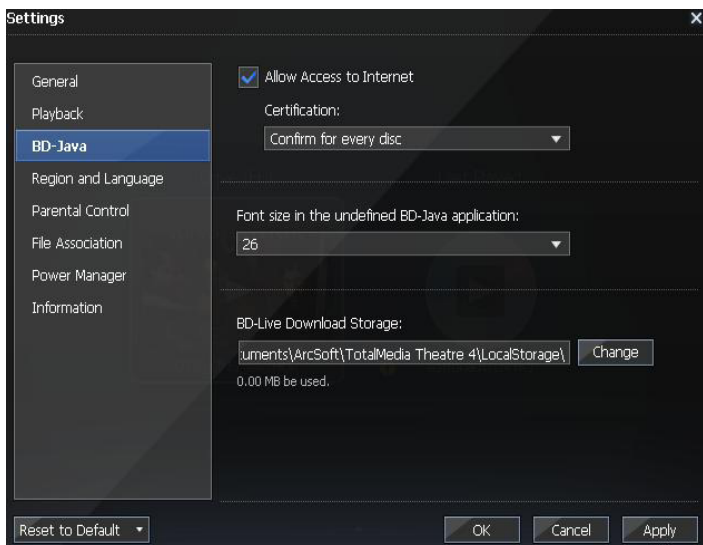 Settings
General
Playback
BD-Java
Region and Language
Parental Control
File Association
Power Manager
Information
Allow Access to Internet
Certification:
Confirm for every disc
Font size in the undefined BD-Java application:
26
BD-Live Download Storage:
:uments\ArcSoft\TotalMedia Theatre 4\LocalStorage\
Change
0.00 MB be used.
Reset to Default
OK
Cancel
Apply